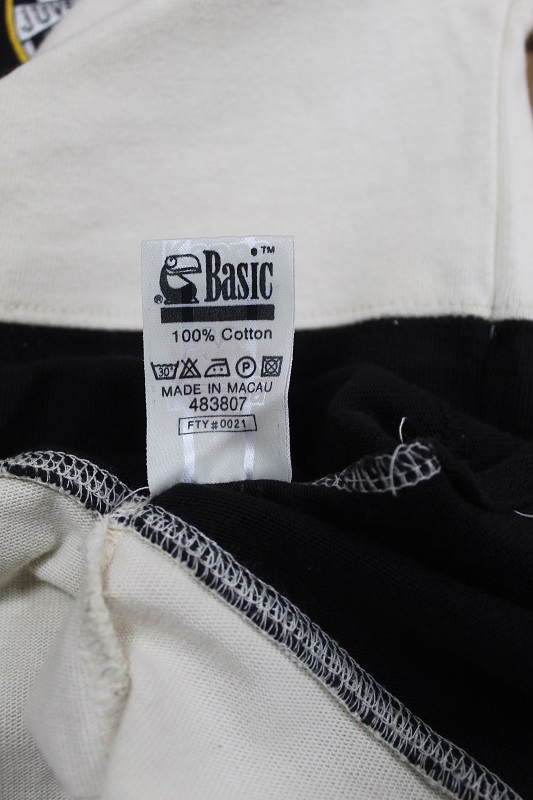 Basic™
®
100% Cotton
30°
P
MADE IN MACAU
483807
FTY#0021